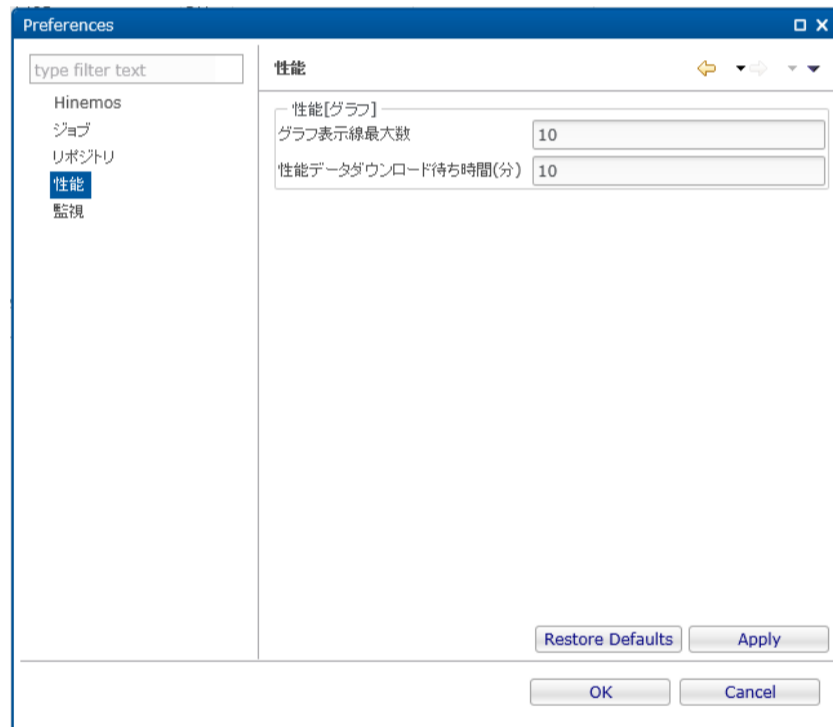 Preferences
type filter text
Hinemos
ジョブ
リポジトリ
性能
監視
性能
性能[グラフ]
グラフ表示線最大数
10
性能データダウンロード待ち時間(分)
10
Restore Defaults
Apply
OK
Cancel